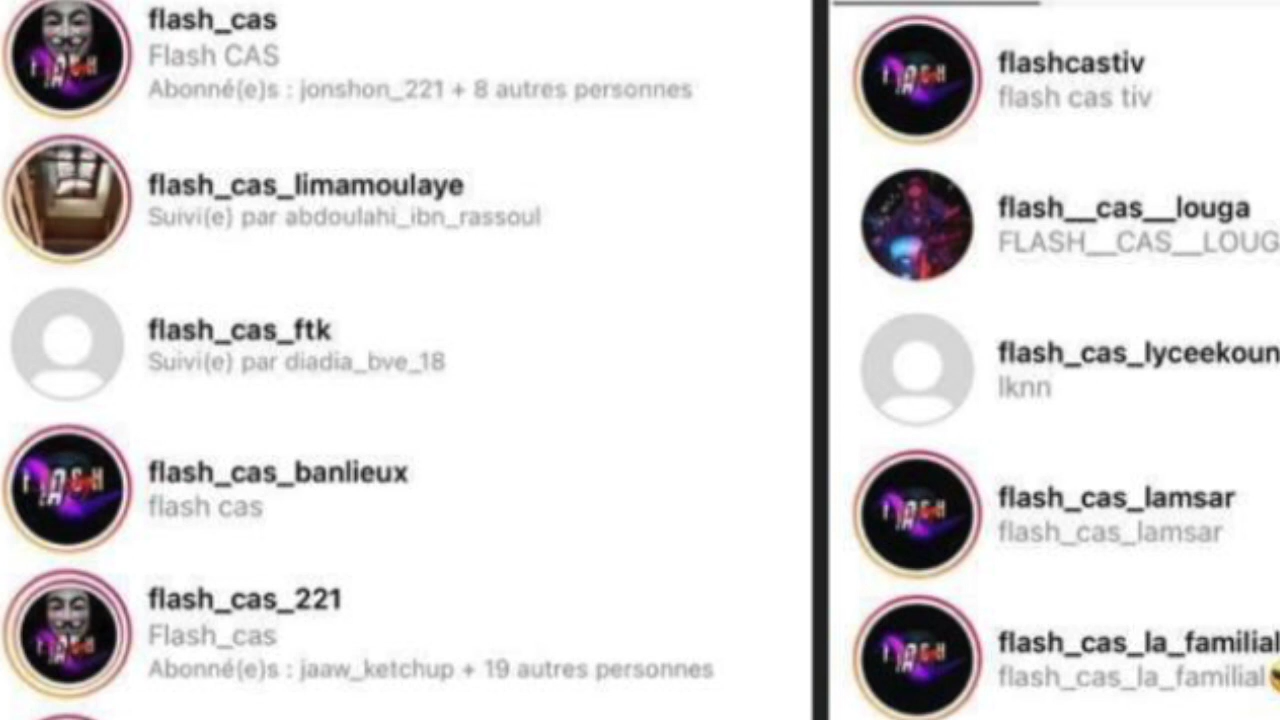 flash_cas
Flash CAS
Abonné(e)s : jonshon_221 + 8 autres personnes
flash_cas_limamoulaye
Suivi(e) par abdoulahi_ibn_rassoul
flash_cas_ftk
Suivi(e) par diadia_bve_18
flash_cas_banlieux
flash cas
flash_cas_221
Flash_cas
Abonné(e)s : jaaw_ketchup + 19 autres personnes
flashcastiv
flash cas tiv
flash__cas__louga
FLASH__CAS__LOUG
flash_cas_lyceekoun
lknn
flash_cas_lamsar
flash_cas_lamsar
flash_cas_la_familial
flash_cas_la_familial😎